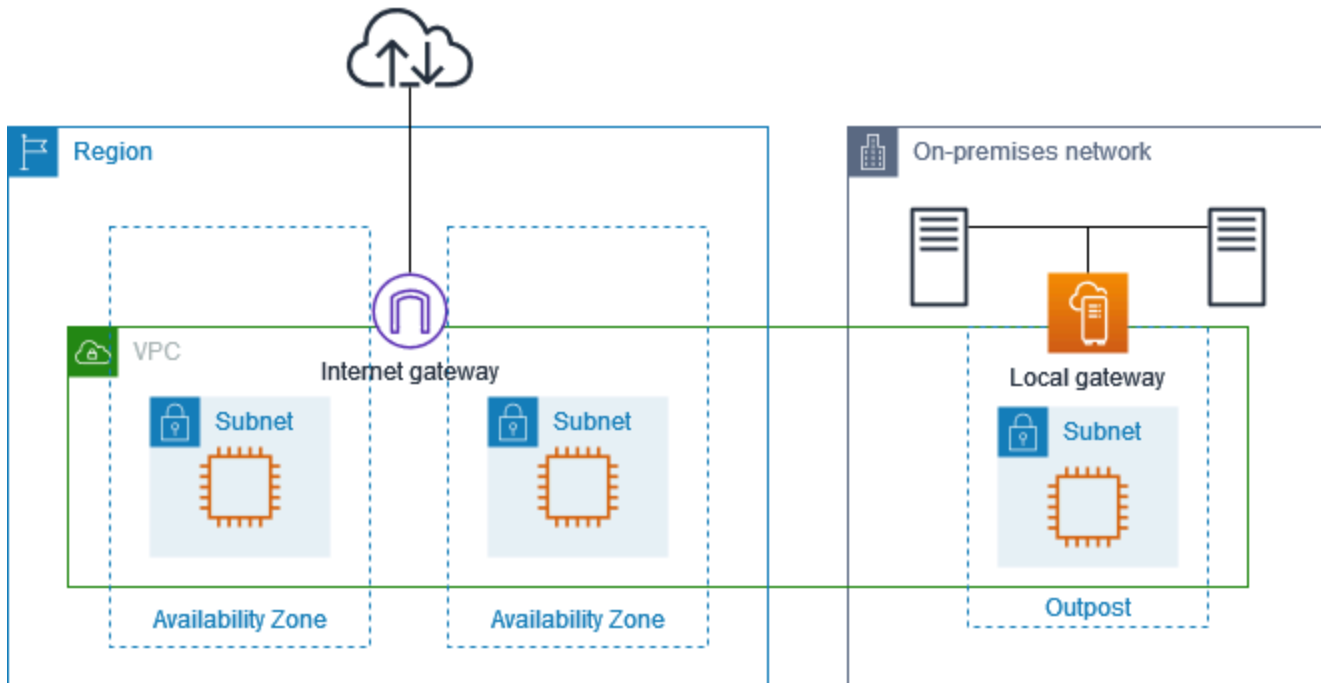 Region
On-premises network
VPC
Internet gateway
Local gateway
Subnet
Subnet
Subnet
Availability Zone
Availability Zone
Outpost